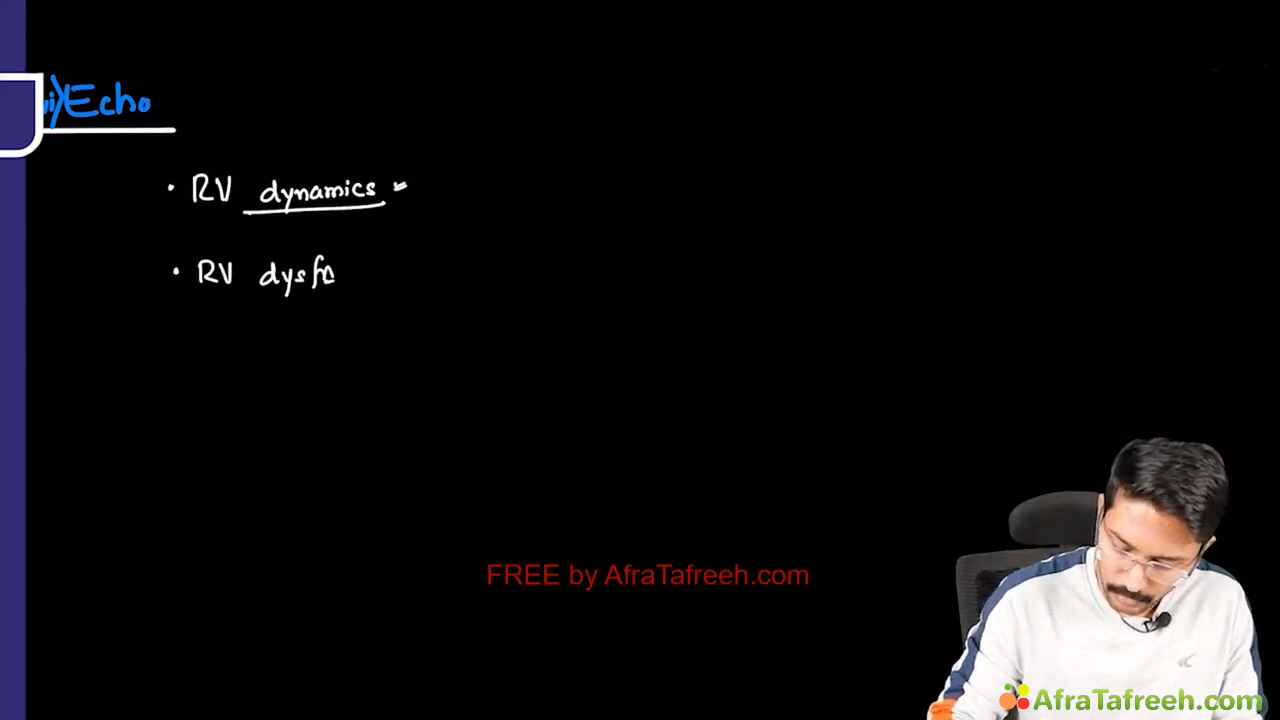 Echo
• RV dynamics
• RV dysfn
FREE by AfraTafreeh.com
AfraTafreeh.com